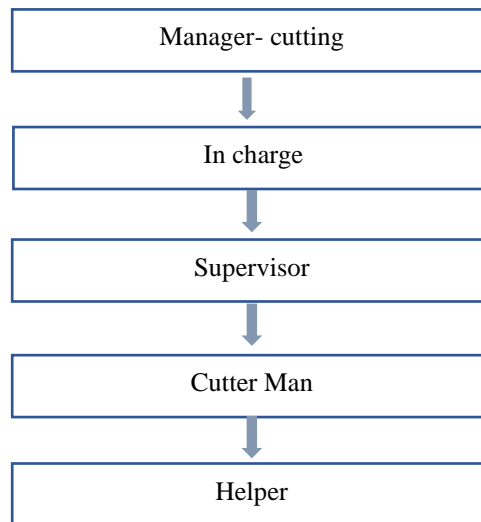 Manager- cutting
In charge
Supervisor
Cutter Man
Helper